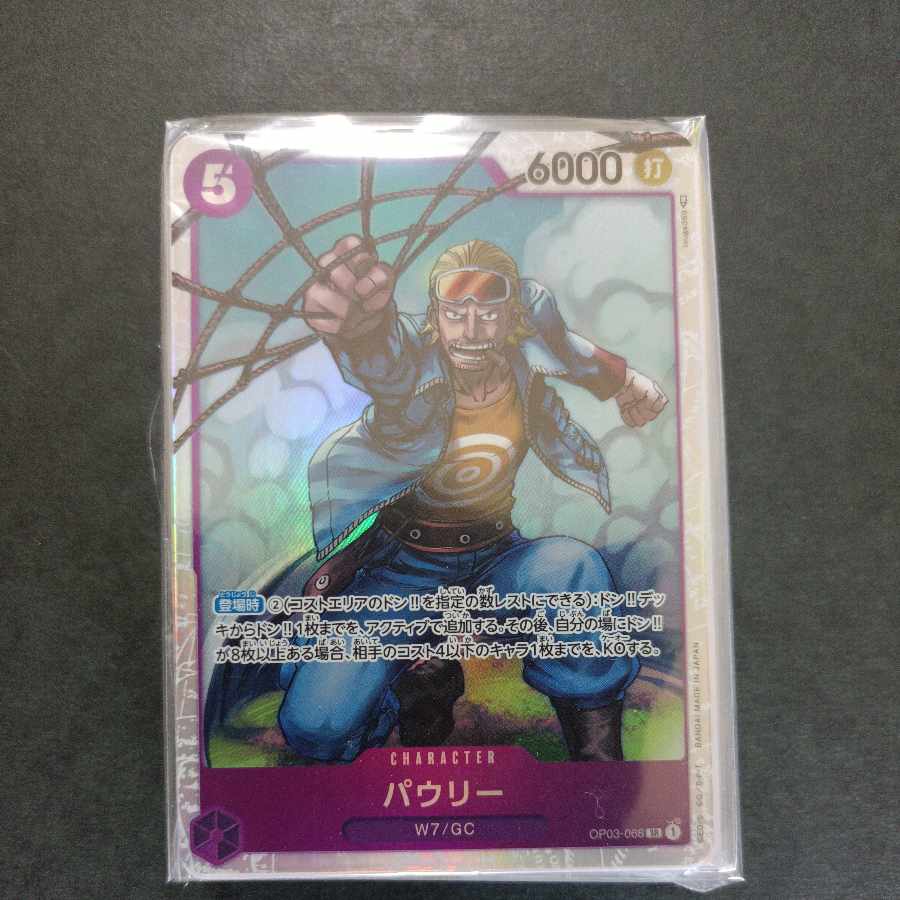 5
6000 打
登場時 ②(コストエリアのドン!!を指定の数レストにできる):ドン!!デッ
キからドン!!1枚までを、アクティブで追加する。その後、自分の場にドン!!
が8枚以上ある場合、相手のコスト4以下のキャラ1枚までを、KOする。
CHARACTER
パウリー
W7/GC
SR 1
BANDAI MADE IN JAPAN